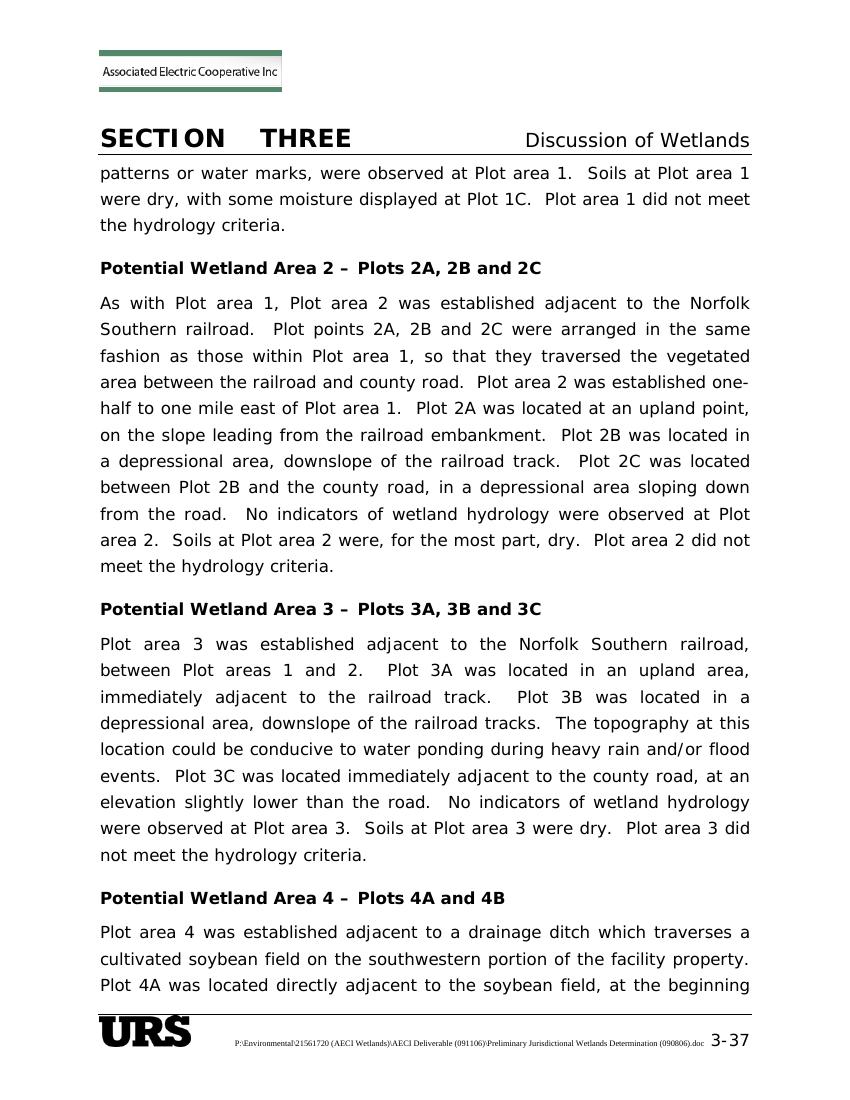 Associated Electric Cooperative Inc
SECTION THREE Discussion of Wetlands
patterns or water marks, were observed at Plot area 1. Soils at Plot area 1
were dry, with some moisture displayed at Plot 1C. Plot area 1 did not meet
the hydrology criteria.
Potential Wetland Area 2 – Plots 2A, 2B and 2C
As with Plot area 1, Plot area 2 was established adjacent to the Norfolk
Southern railroad. Plot points 2A, 2B and 2C were arranged in the same
fashion as those within Plot area 1, so that they traversed the vegetated
area between the railroad and county road. Plot area 2 was established one-
half to one mile east of Plot area 1. Plot 2A was located at an upland point,
on the slope leading from the railroad embankment. Plot 2B was located in
a depressional area, downslope of the railroad track. Plot 2C was located
between Plot 2B and the county road, in a depressional area sloping down
from the road. No indicators of wetland hydrology were observed at Plot
area 2. Soils at Plot area 2 were, for the most part, dry. Plot area 2 did not
meet the hydrology criteria.
Potential Wetland Area 3 – Plots 3A, 3B and 3C
Plot area 3 was established adjacent to the Norfolk Southern railroad,
between Plot areas 1 and 2. Plot 3A was located in an upland area,
immediately adjacent to the railroad track. Plot 3B was located in a
depressional area, downslope of the railroad tracks. The topography at this
location could be conducive to water ponding during heavy rain and/or flood
events. Plot 3C was located immediately adjacent to the county road, at an
elevation slightly lower than the road. No indicators of wetland hydrology
were observed at Plot area 3. Soils at Plot area 3 were dry. Plot area 3 did
not meet the hydrology criteria.
Potential Wetland Area 4 – Plots 4A and 4B
Plot area 4 was established adjacent to a drainage ditch which traverses a
cultivated soybean field on the southwestern portion of the facility property.
Plot 4A was located directly adjacent to the soybean field, at the beginning
URS P:\Environmental\21561720 (AECI Wetlands)\AECI Deliverable (091106)\Preliminary Jurisdictional Wetlands Determination (090806).doc 3-37